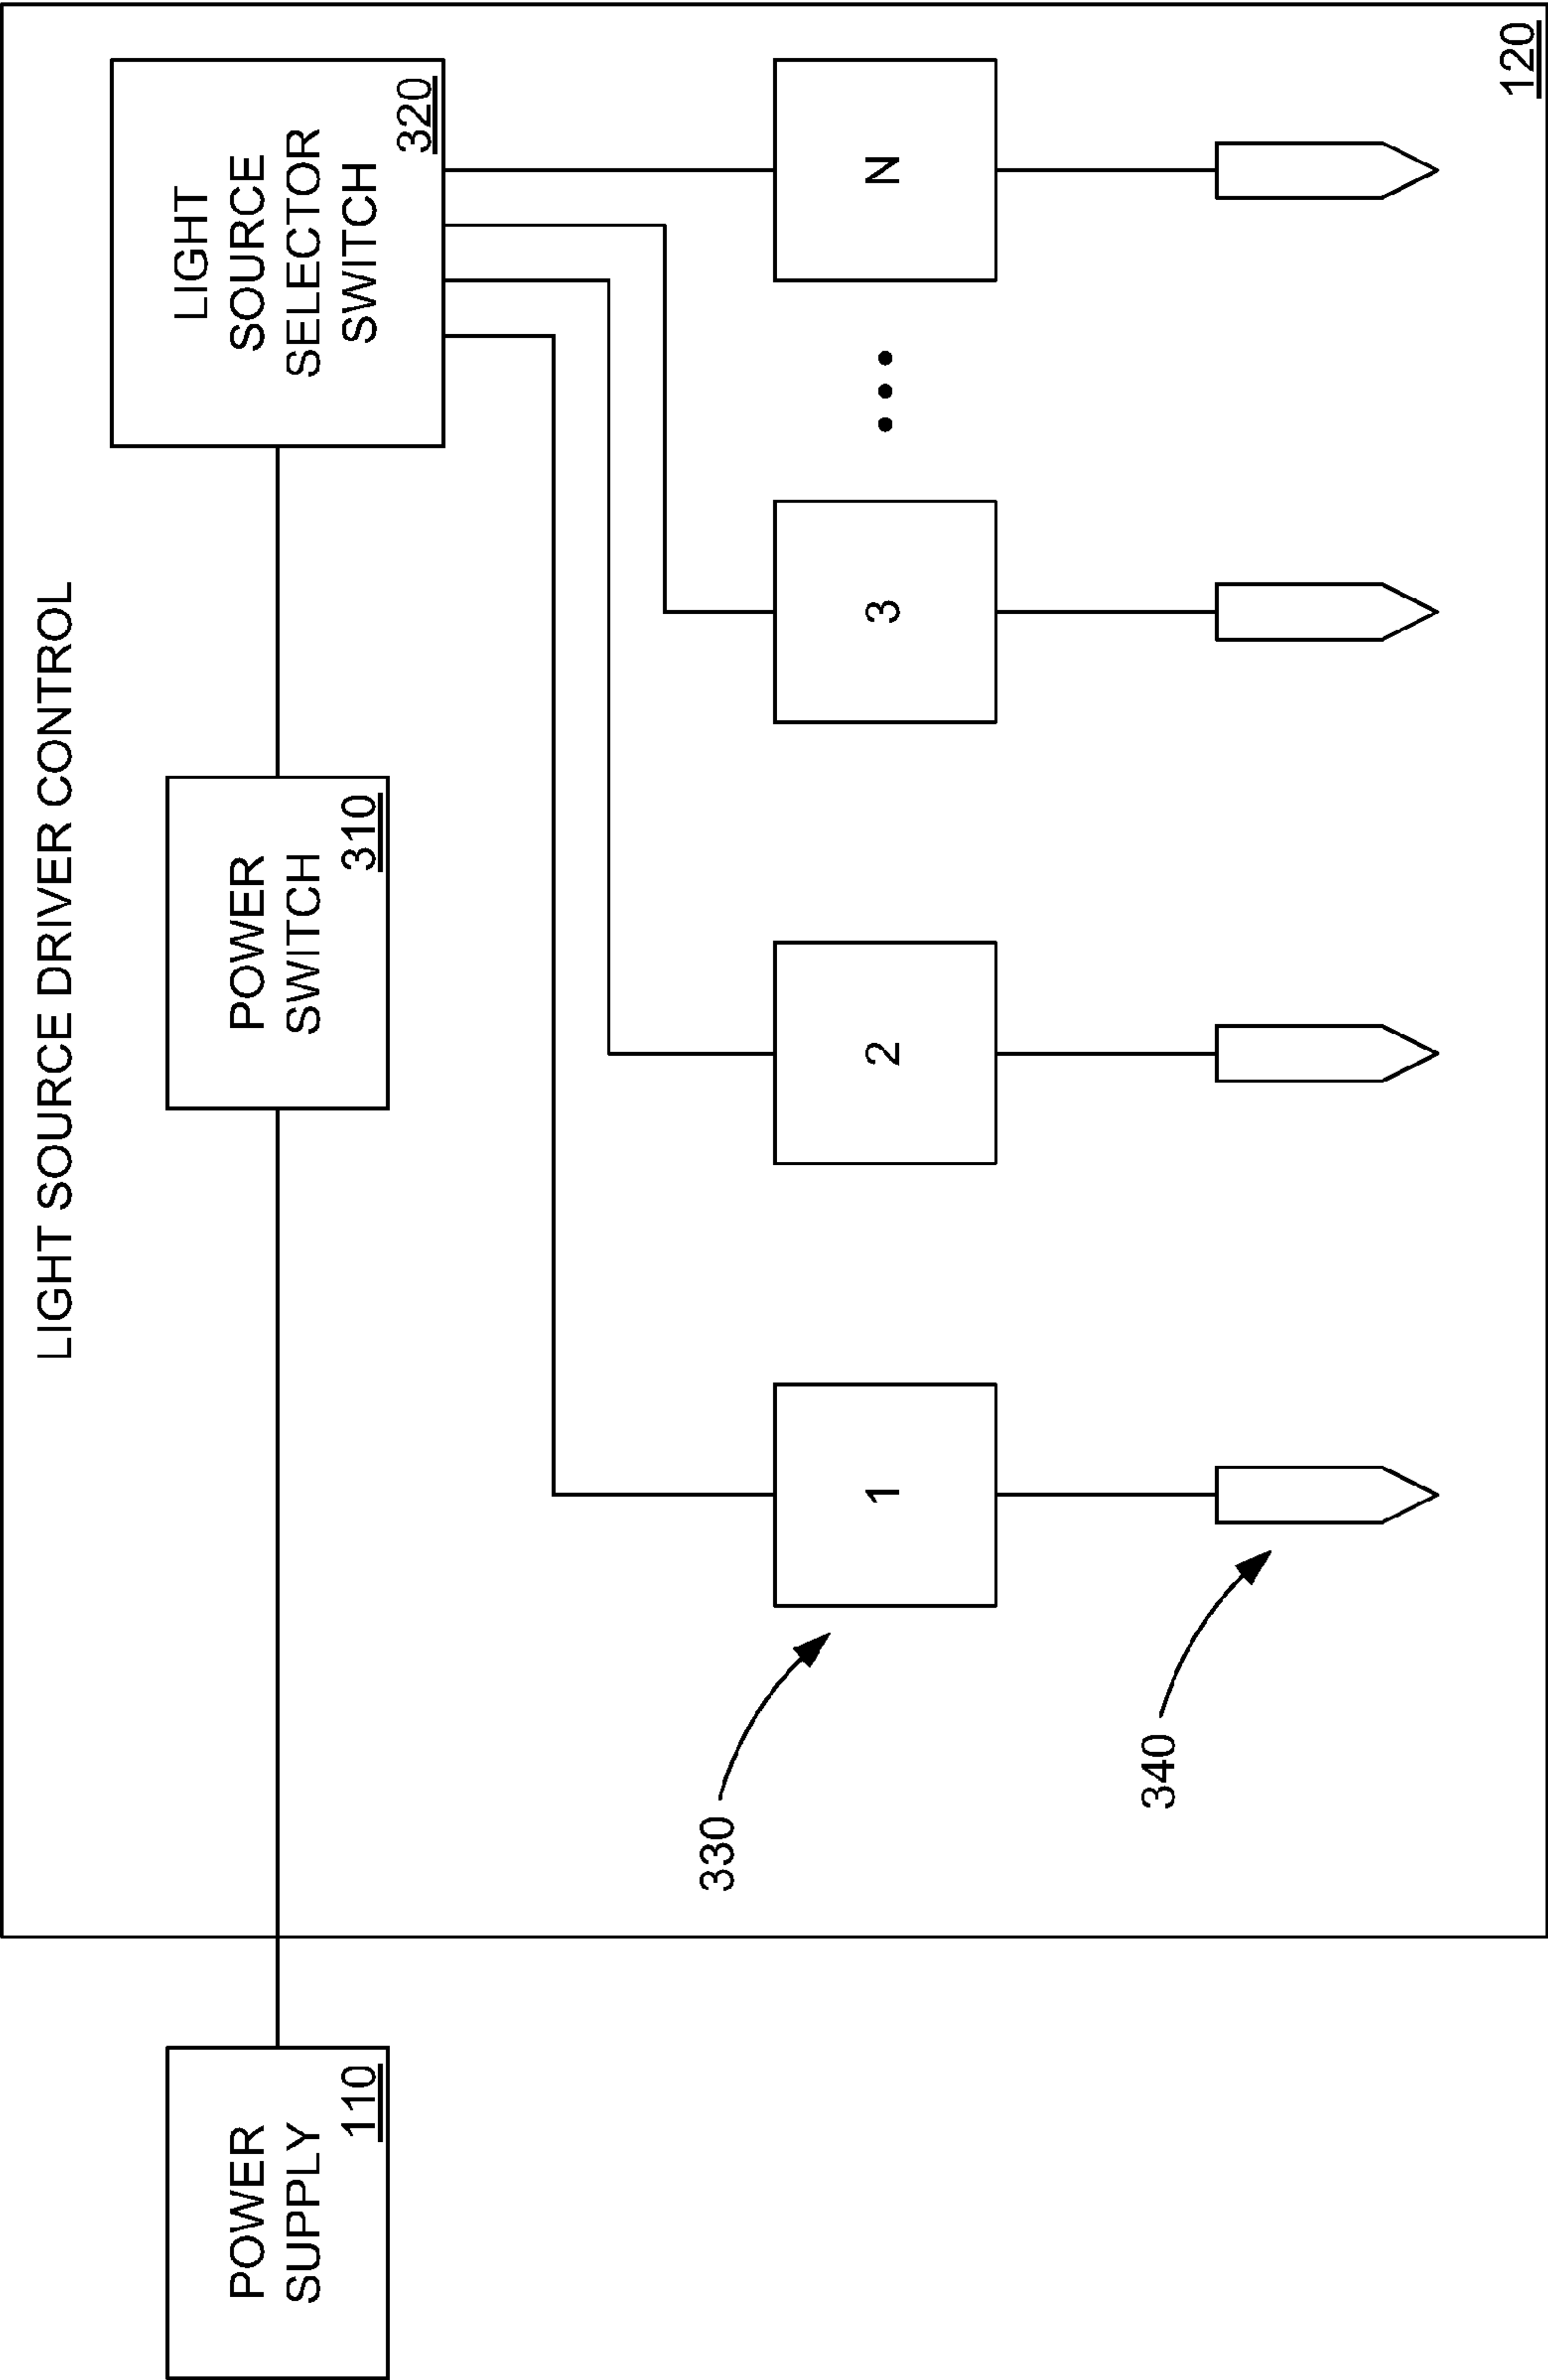 LIGHT SOURCE DRIVER CONTROL
POWER
SUPPLY
110
POWER
SWITCH
310
LIGHT
SOURCE
SELECTOR
SWITCH
320
330
1
2
3
N
340
120